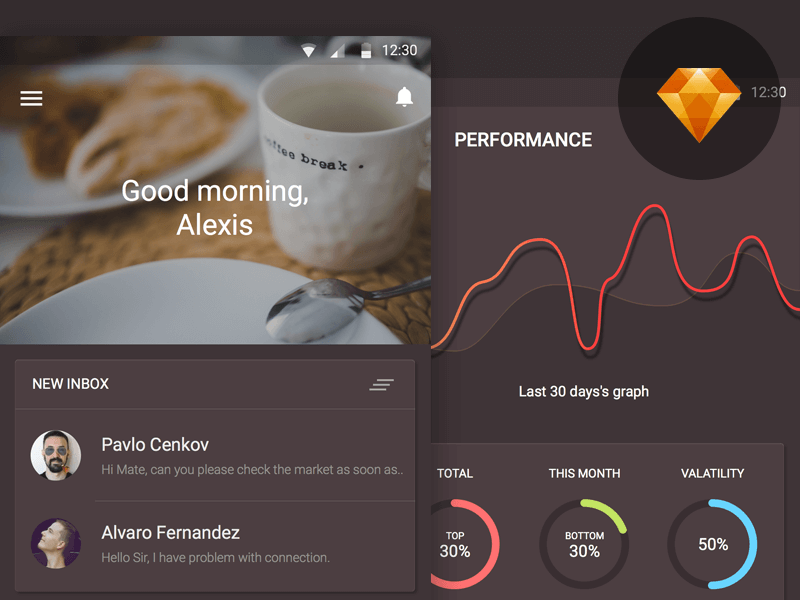 12:30
coffee break
Good morning,
Alexis
NEW INBOX
Pavlo Cenkov
Hi Mate, can you please check the market as soon as..
Alvaro Fernandez
Hello Sir, I have problem with connection.
12:30
PERFORMANCE
Last 30 days's graph
TOTAL
THIS MONTH
VALATILITY
TOP
30%
BOTTOM
30%
50%